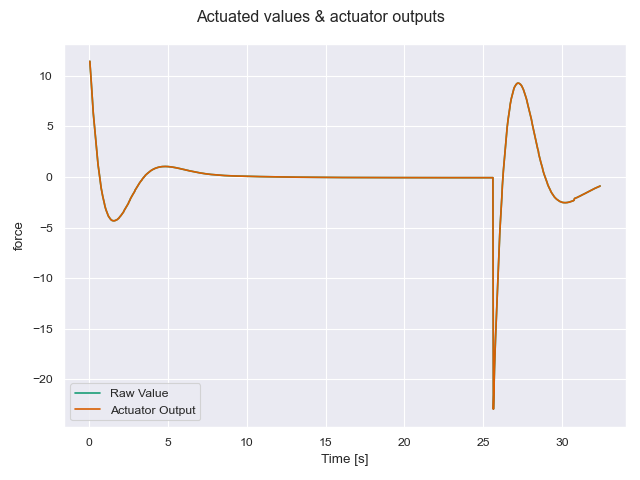 Actuated values & actuator outputs
10
5
0
−5
−10
−15
−20
force
Raw Value
Actuator Output
0 5 10 15 20 25 30
Time [s]